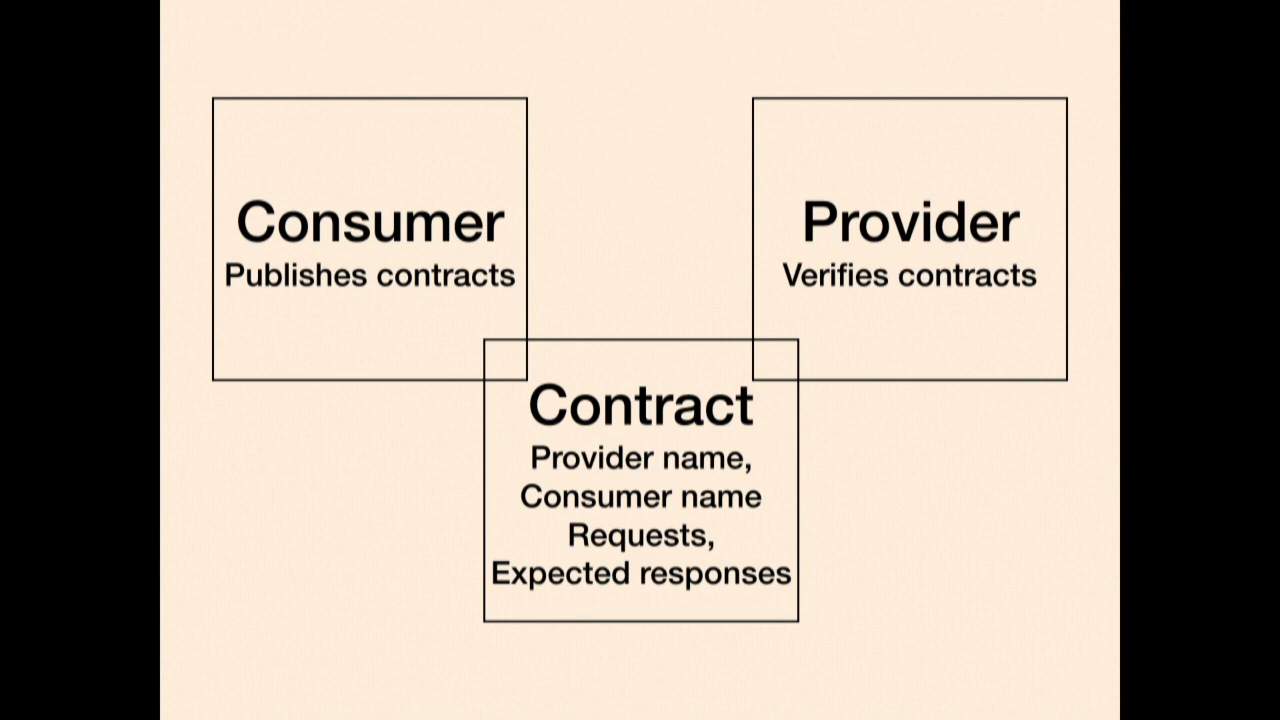 Consumer
Publishes contracts
Provider
Verifies contracts
Contract
Provider name,
Consumer name
Requests,
Expected responses